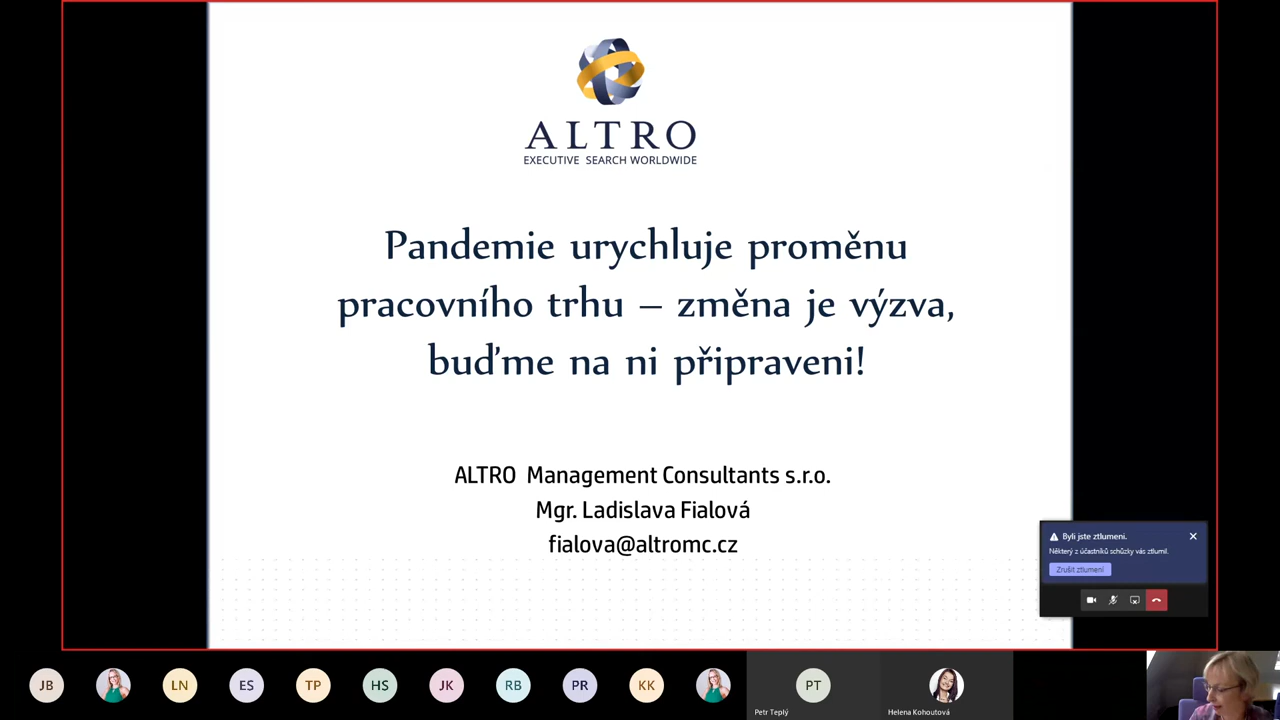 ALTRO
EXECUTIVE SEARCH WORLDWIDE
Pandemie urychluje proměnu
pracovního trhu – změna je výzva,
buďme na ni připraveni!
ALTRO Management Consultants s.r.o.
Mgr. Ladislava Fialová
fialova@altromc.cz
Byli jste ztlumeni.
Některý z účastníků schůzky vás ztlumil.
Zrušit ztlumení
JB
LN
ES
TP
HS
JK
RB
PR
KK
PT
Petr Teplý
Helena Kohoutová